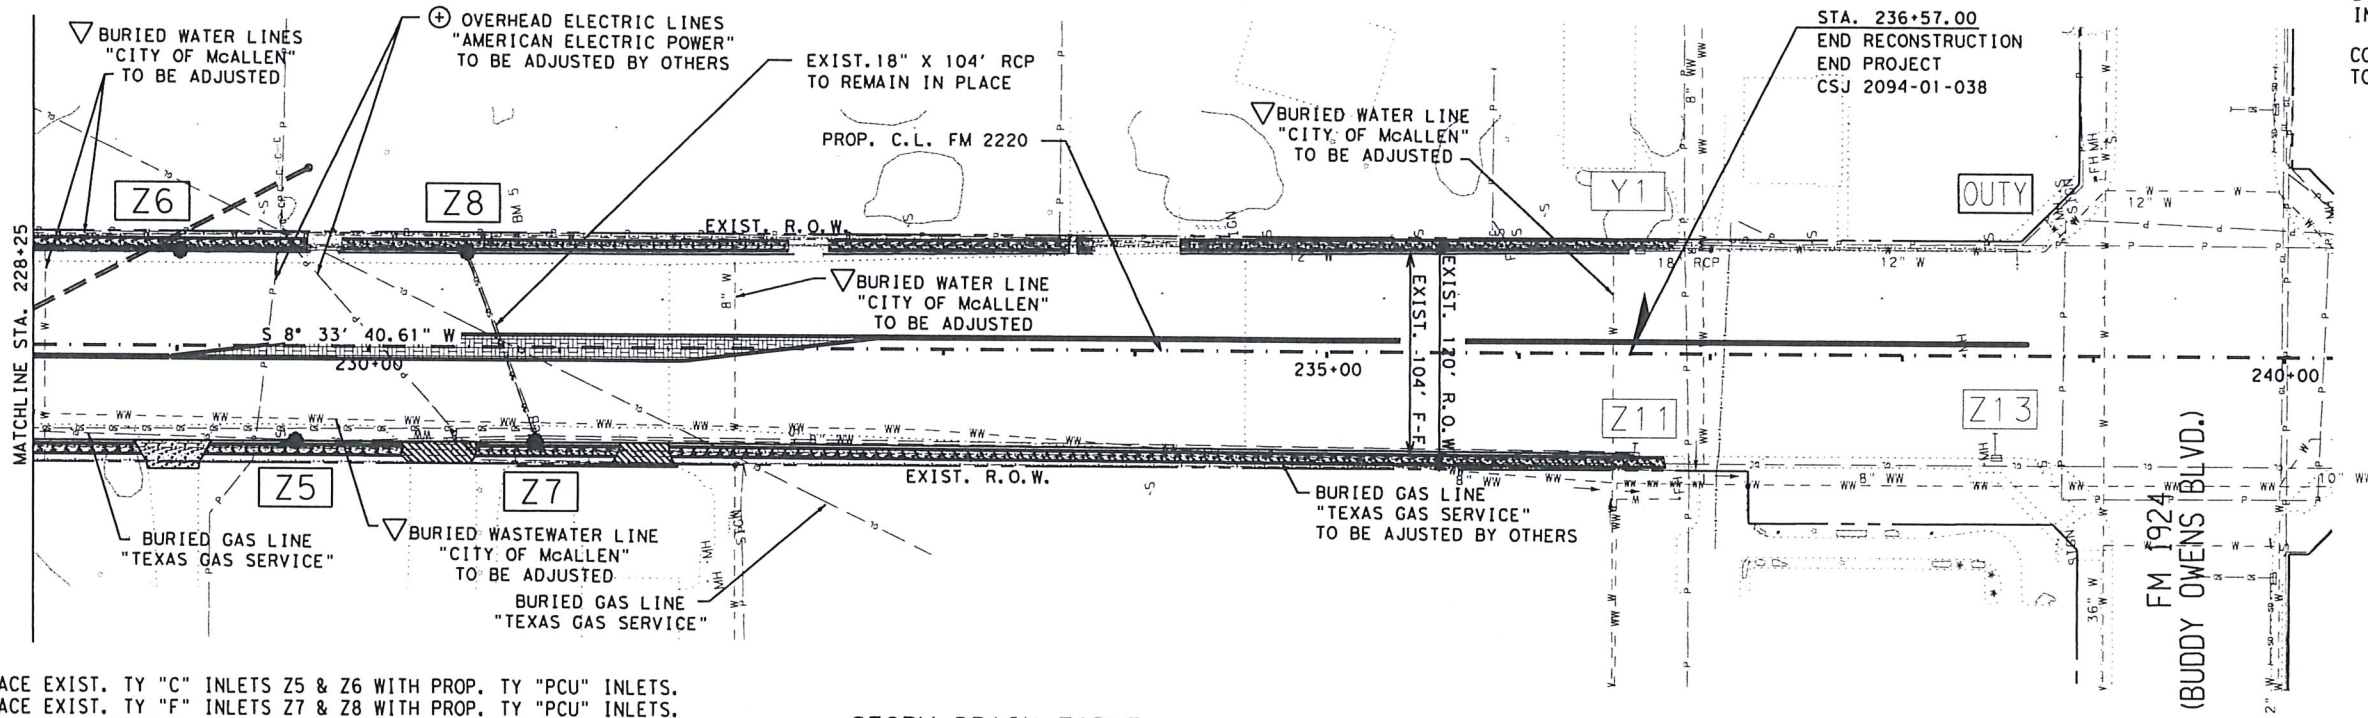 BURIED WATER LINES
"CITY OF McALLEN"
TO BE ADJUSTED
OVERHEAD ELECTRIC LINES
"AMERICAN ELECTRIC POWER"
TO BE ADJUSTED BY OTHERS
EXIST. 18" X 104' RCP
TO REMAIN IN PLACE
PROP. C.L. FM 2220
BURIED WATER LINE
"CITY OF McALLEN"
TO BE ADJUSTED
STA. 236+57.00
END RECONSTRUCTION
END PROJECT
CSJ 2094-01-038
Z6
Z8
BM 5
Y1
OUTY
EXIST. R.O.W.
12" W
18" RCP
12" W
12" W
MATCHLINE STA. 228+25
BURIED WATER LINE
"CITY OF McALLEN"
TO BE ADJUSTED
8" W
S 8° 33' 40.61" W
230+00
235+00
240+00
EXIST. 104' F-F
EXIST. 120' R.O.W.
Z5
Z7
Z11
Z13
EXIST. R.O.W.
BURIED GAS LINE
"TEXAS GAS SERVICE"
BURIED WASTEWATER LINE
"CITY OF McALLEN"
TO BE ADJUSTED
BURIED GAS LINE
"TEXAS GAS SERVICE"
BURIED GAS LINE
"TEXAS GAS SERVICE"
TO BE AJUSTED BY OTHERS
8" WW
10" WW
36" W
FM 1924
(BUDDY OWENS BLVD.)
ACE EXIST. TY "C" INLETS Z5 & Z6 WITH PROP. TY "PCU" INLETS.
ACE EXIST. TY "F" INLETS Z7 & Z8 WITH PROP. TY "PCU" INLETS.